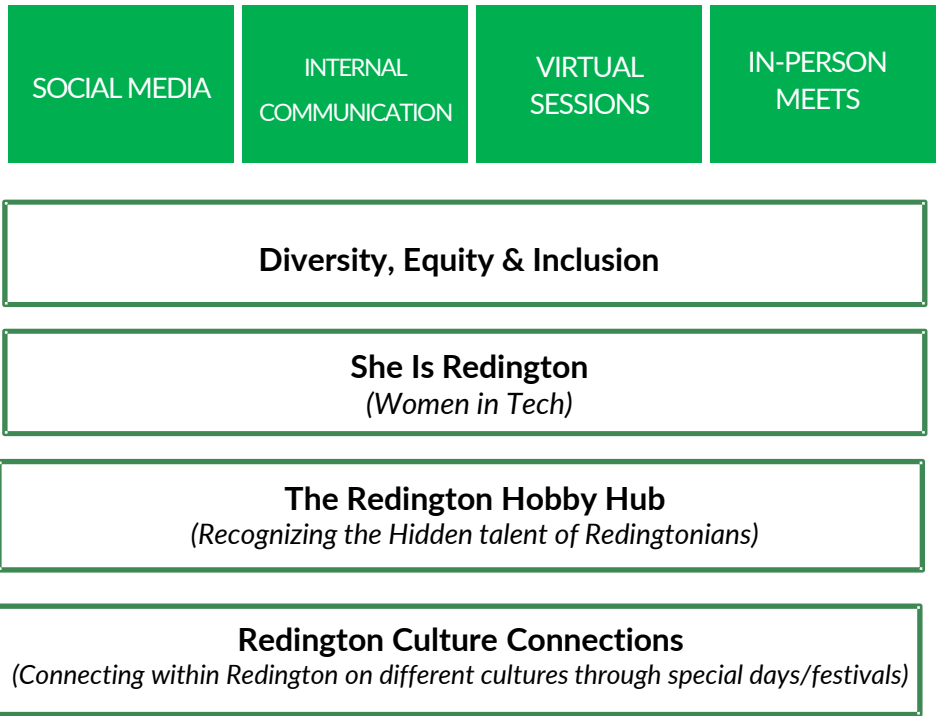 SOCIAL MEDIA
INTERNAL
COMMUNICATION
VIRTUAL
SESSIONS
IN-PERSON
MEETS
Diversity, Equity & Inclusion
She Is Redington
(Women in Tech)
The Redington Hobby Hub
(Recognizing the Hidden talent of Redingtonians)
Redington Culture Connections
(Connecting within Redington on different cultures through special days/festivals)